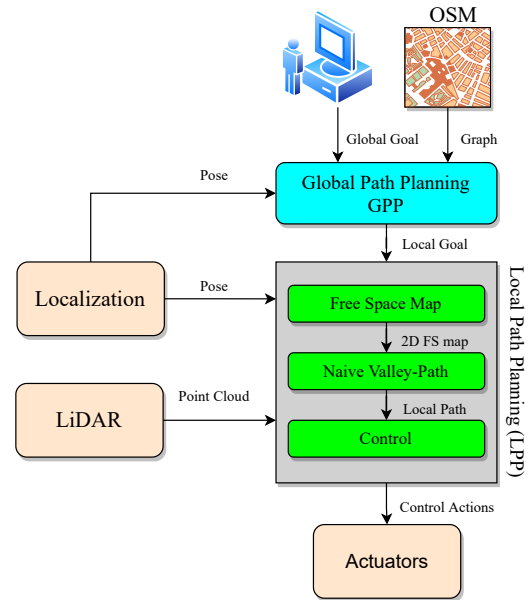 OSM
Global Goal
Graph
Pose
Global Path Planning
GPP
Local Goal
Localization
Pose
Free Space Map
2D FS map
Naive Valley-Path
LiDAR
Point Cloud
Local Path
Control
Local Path Planning (LPP)
Control Actions
Actuators